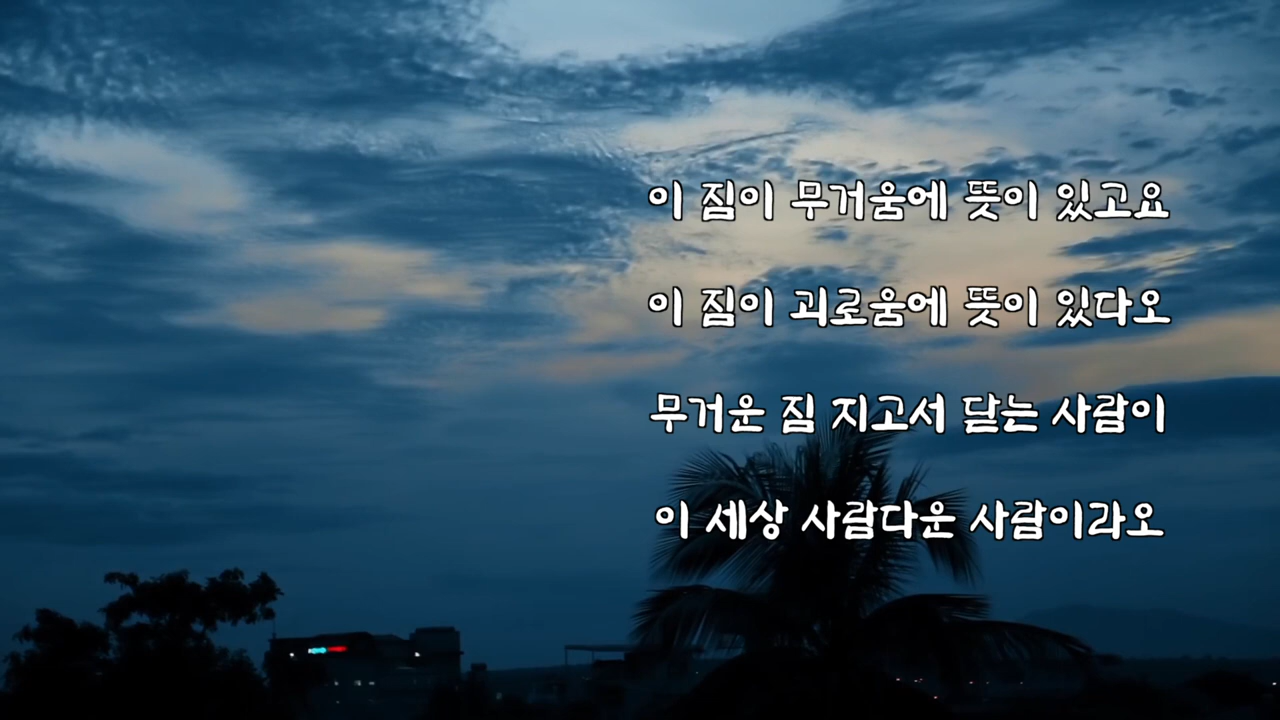 이 짐이 무거움에 뜻이 있고요
이 짐이 괴로움에 뜻이 있다오
무거운 짐 지고서 닫는 사람이
이 세상 사람다운 사람이라오